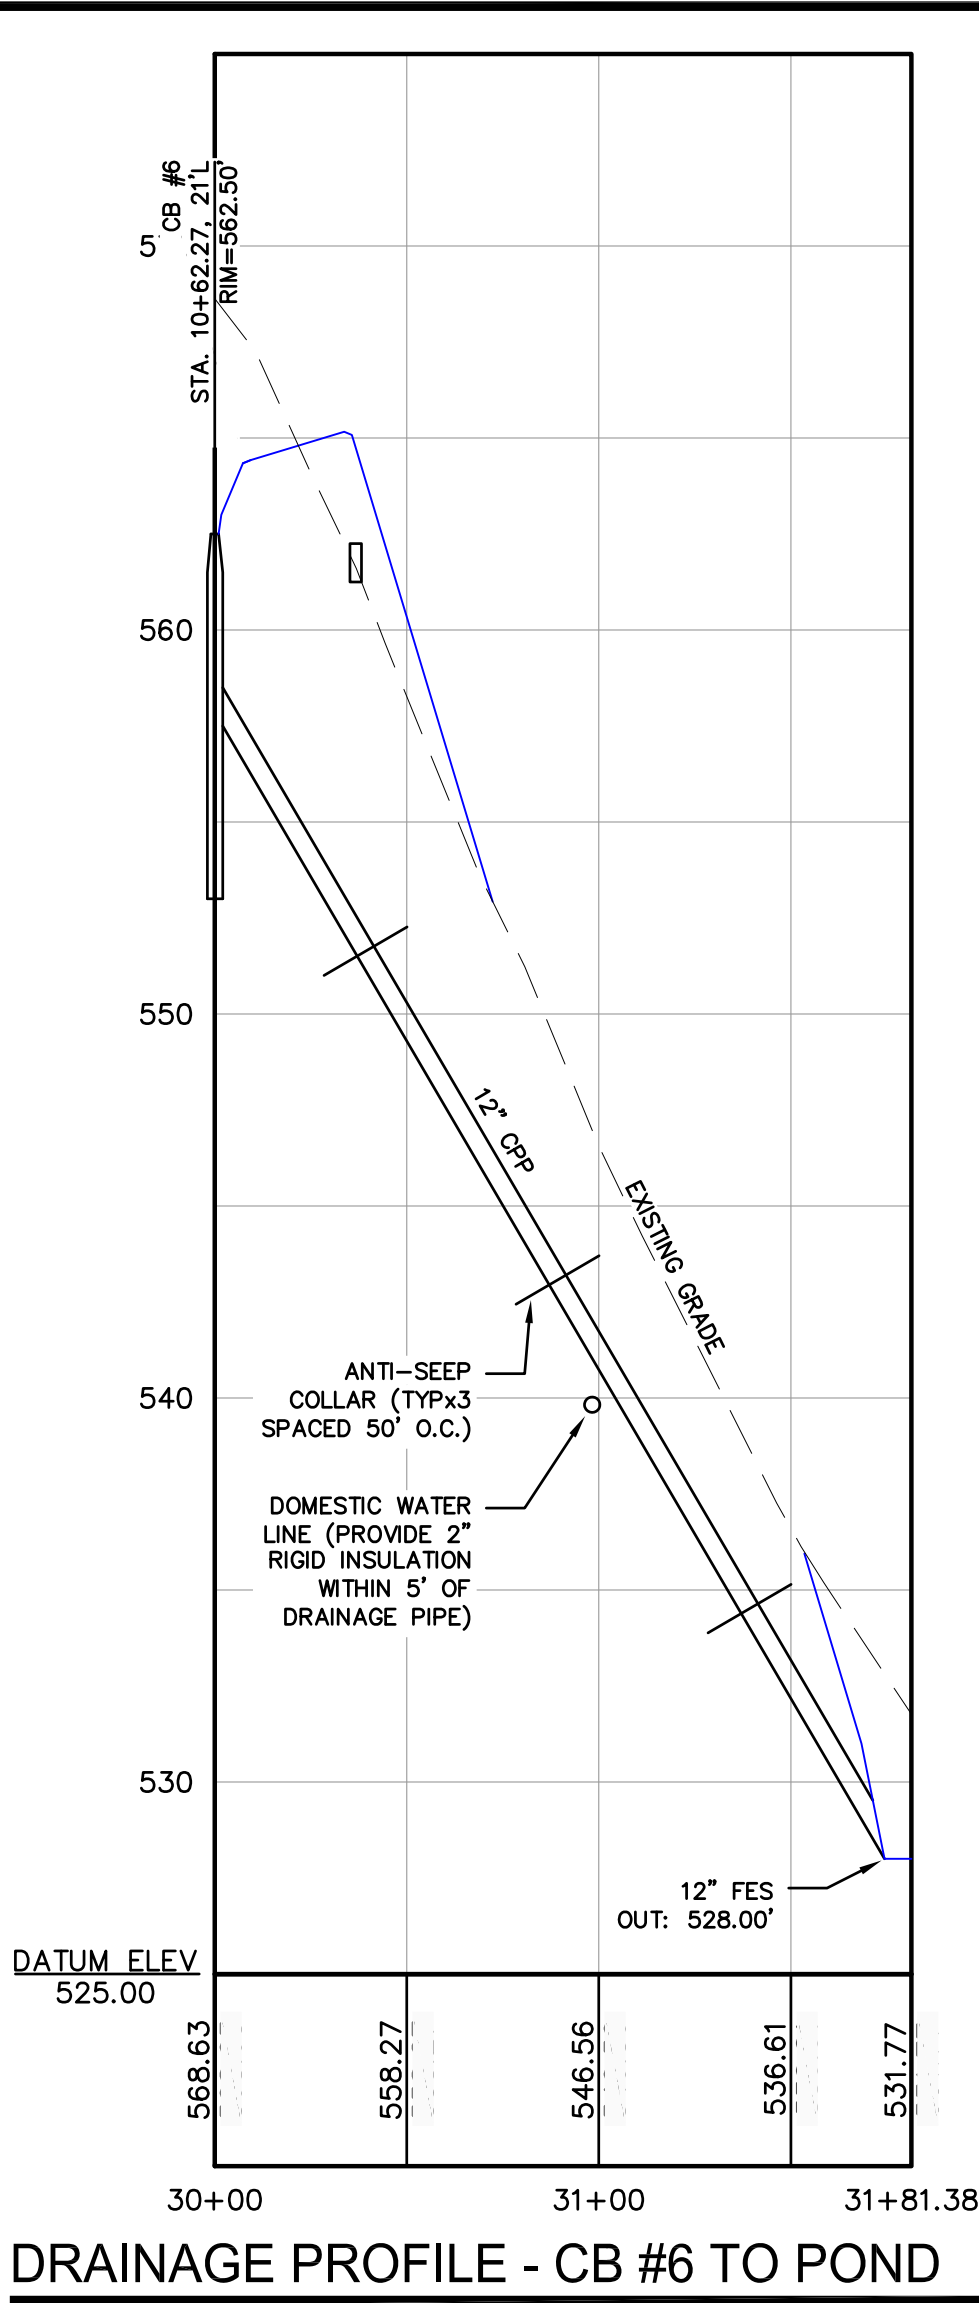 CB #6
STA. 10+62.27, 21'L
RIM=562.50'
560
550
12" CPP
EXISTING GRADE
ANTI-SEEP
COLLAR (TYPx3
SPACED 50' O.C.)
540
DOMESTIC WATER
LINE (PROVIDE 2"
RIGID INSULATION
WITHIN 5' OF
DRAINAGE PIPE)
530
12" FES
OUT: 528.00'
DATUM ELEV
525.00
568.63
558.27
546.56
536.61
531.77
30+00
31+00
31+81.38
DRAINAGE PROFILE - CB #6 TO POND